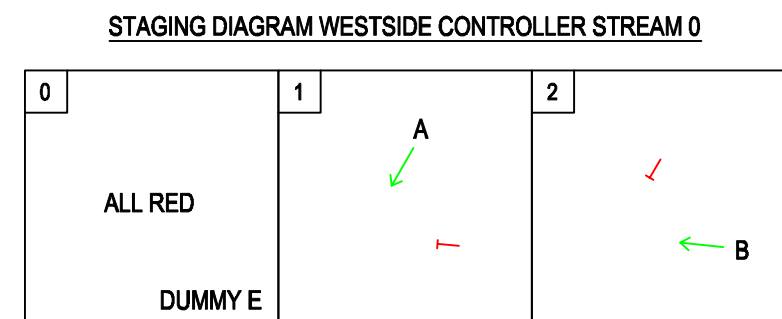 STAGING DIAGRAM WESTSIDE CONTROLLER STREAM 0
0
1
2
A
ALL RED
B
DUMMY E